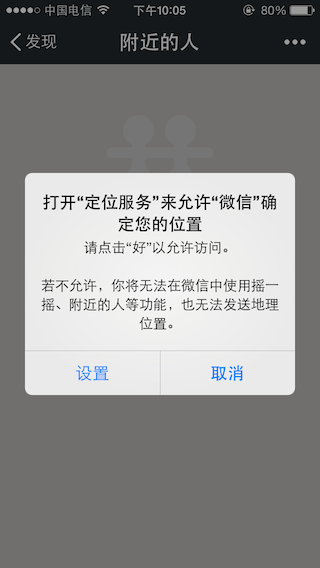 中国电信 下午10:05 80%
发现 附近的人
打开“定位服务”来允许“微信”确
定您的位置
请点击“好”以允许访问。
若不允许，你将无法在微信中使用摇一
摇、附近的人等功能，也无法发送地理
位置。
设置 取消